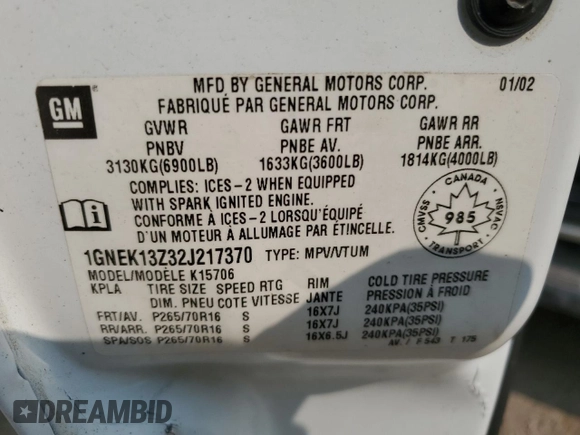 GM
MFD BY GENERAL MOTORS CORP. 01/02
FABRIQUÉ PAR GENERAL MOTORS CORP.
GVWR GAWR FRT GAWR RR
PNBV PNBE AV. PNBE ARR.
3130KG(6900LB) 1633KG(3600LB) 1814KG(4000LB)
COMPLIES: ICES-2 WHEN EQUIPPED
WITH SPARK IGNITED ENGINE.
CONFORME À ICES-2 LORSQU'ÉQUIPÉ
D'UN MOTEUR À ALLUMAGE PAR ÉTINCELLE.
CANADA
CMVSS 985 NSVAC
TRANSPORT
1GNEK13Z32J217370 TYPE: MPV/VTUM
MODEL/MODÈLE K15706
KPLA TIRE SIZE SPEED RTG RIM COLD TIRE PRESSURE
DIM. PNEU COTE VITESSE JANTE PRESSION À FROID
FRT/AV. P265/70R16 S 16X7J 240KPA(35PSI)
RR/ARR. P265/70R16 S 16X7J 240KPA(35PSI)
SPA/SOS P265/70R16 S 16X6.5J 240KPA(35PSI)
AV. / F 543 T 175
DREAMBID